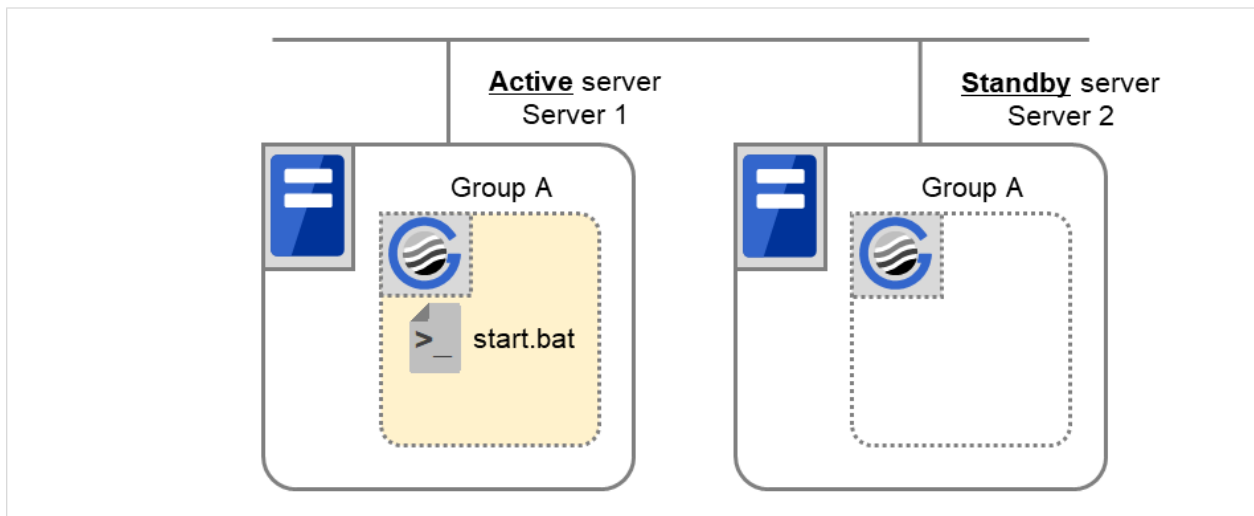 Active server
Server 1
Standby server
Server 2
Group A
Group A
>_ start.bat